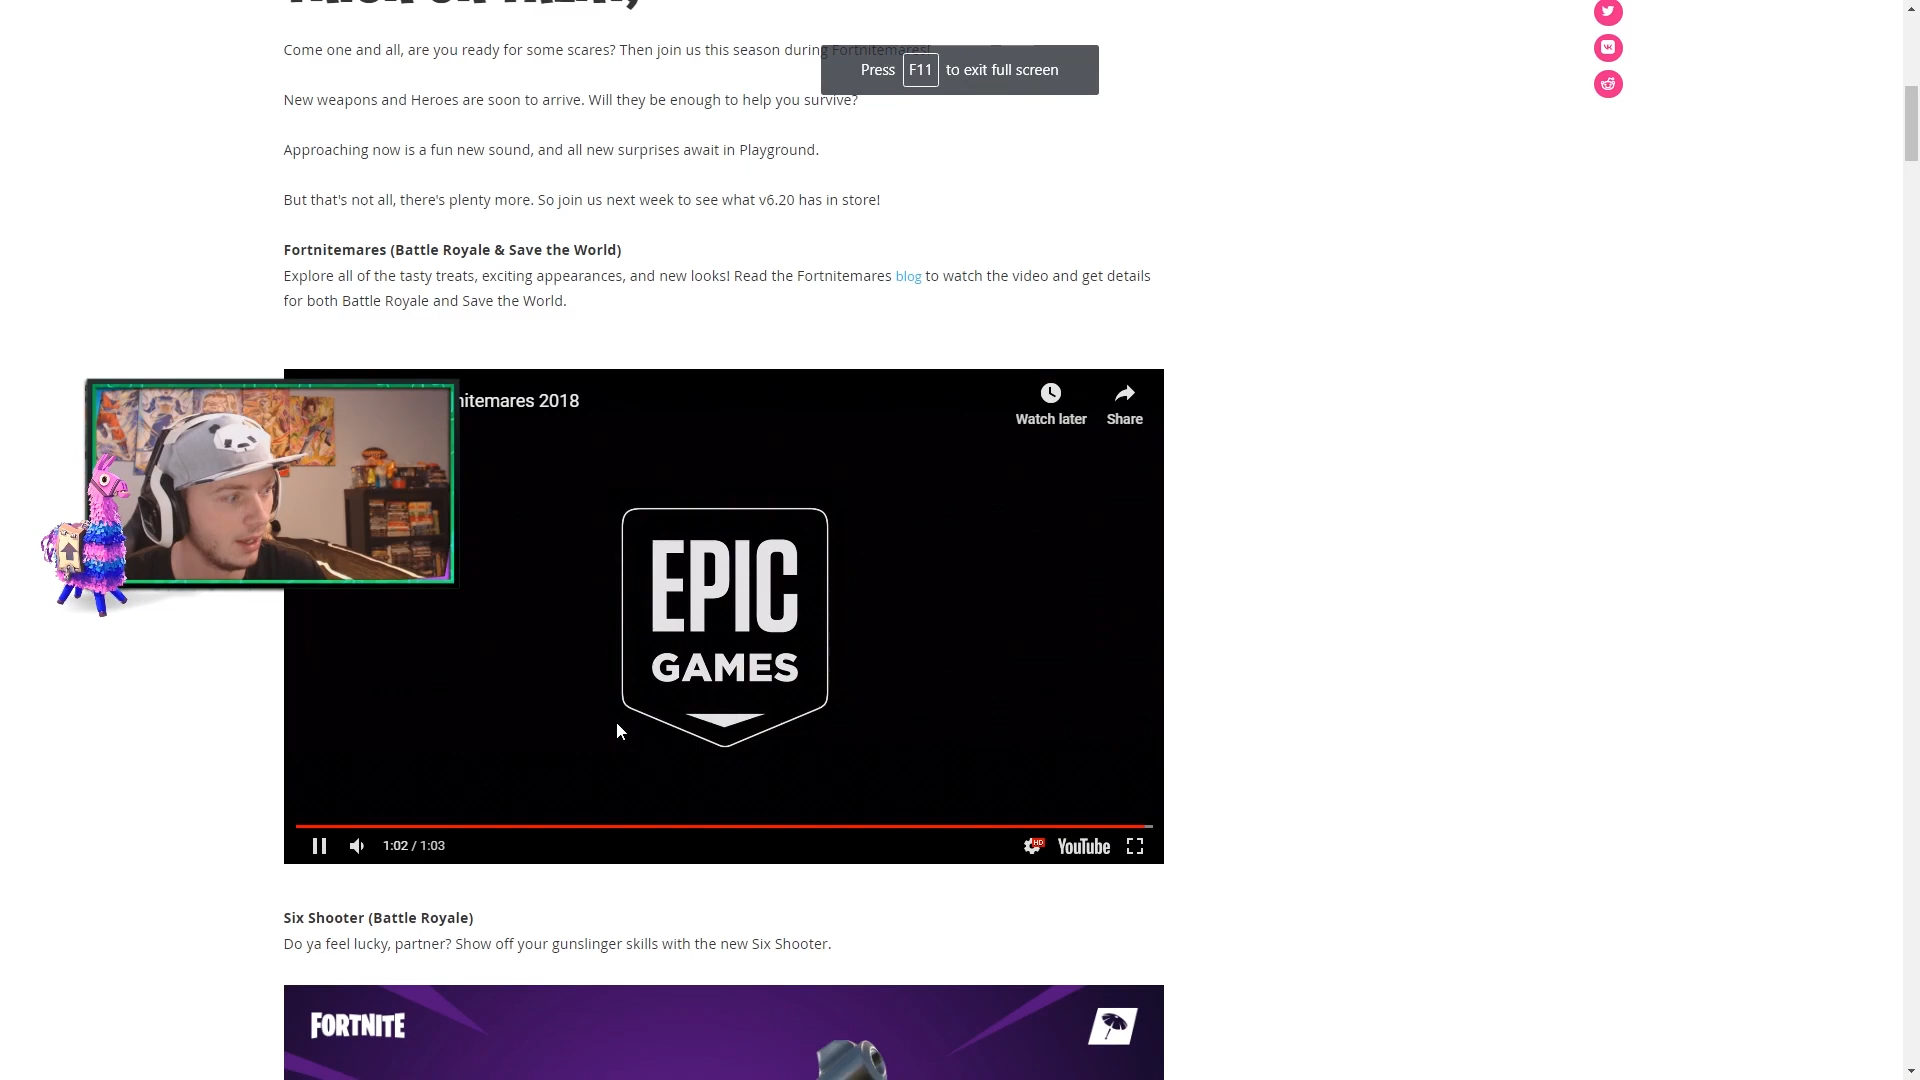 Come one and all, are you ready for some scares? Then join us this season during Fortnitemares!
Press F11 to exit full screen
New weapons and Heroes are soon to arrive. Will they be enough to help you survive?
Approaching now is a fun new sound, and all new surprises await in Playground.
But that's not all, there's plenty more. So join us next week to see what v6.20 has in store!
Fortnitemares (Battle Royale & Save the World)
Explore all of the tasty treats, exciting appearances, and new looks! Read the Fortnitemares blog to watch the video and get details
for both Battle Royale and Save the World.
nitemares 2018
Watch later
Share
EPIC
GAMES
1:02 / 1:03
HD
YouTube
Six Shooter (Battle Royale)
Do ya feel lucky, partner? Show off your gunslinger skills with the new Six Shooter.
FORTNITE